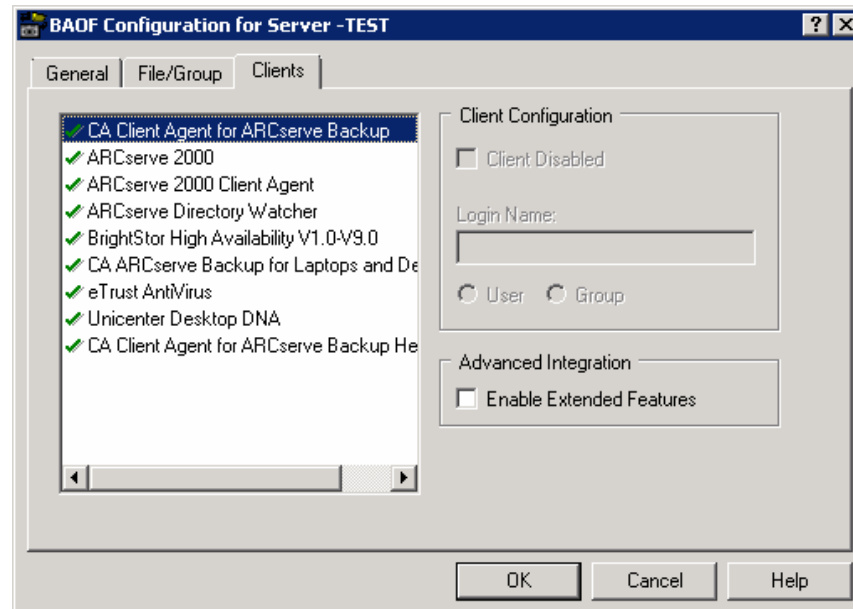 BAOF Configuration for Server -TEST
General File/Group Clients
CA Client Agent for ARCserve Backup
ARCserve 2000
ARCserve 2000 Client Agent
ARCserve Directory Watcher
BrightStor High Availability V1.0-V9.0
CA ARCserve Backup for Laptops and De
eTrust AntiVirus
Unicenter Desktop DNA
CA Client Agent for ARCserve Backup He
Client Configuration
Client Disabled
Login Name:
User Group
Advanced Integration
Enable Extended Features
OK Cancel Help